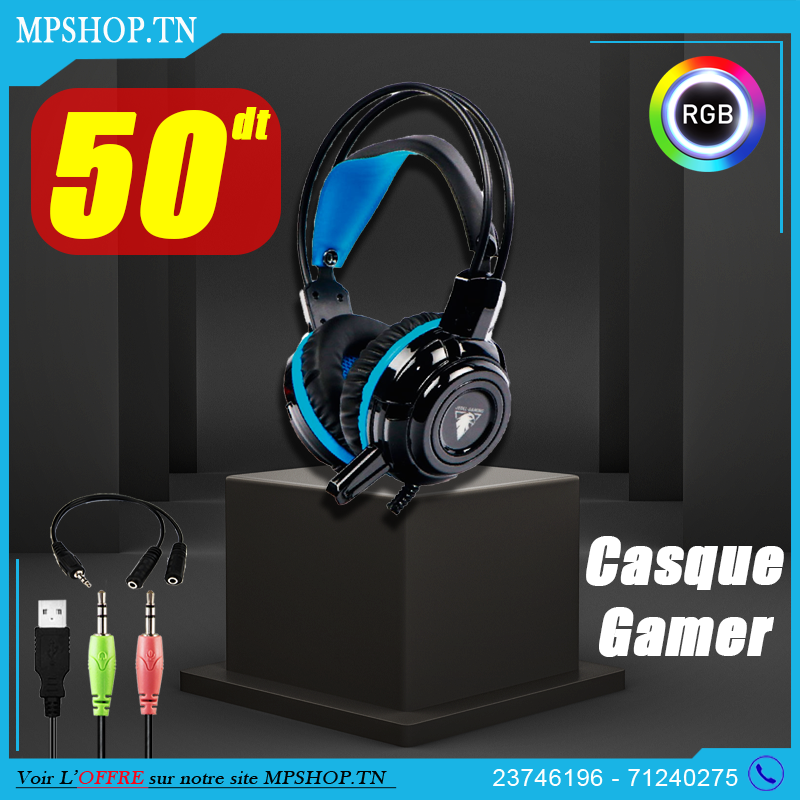 MPSHOP.TN
50dt
RGB
Casque
Gamer
Voir L'OFFRE sur notre site MPSHOP.TN
23746196 - 71240275